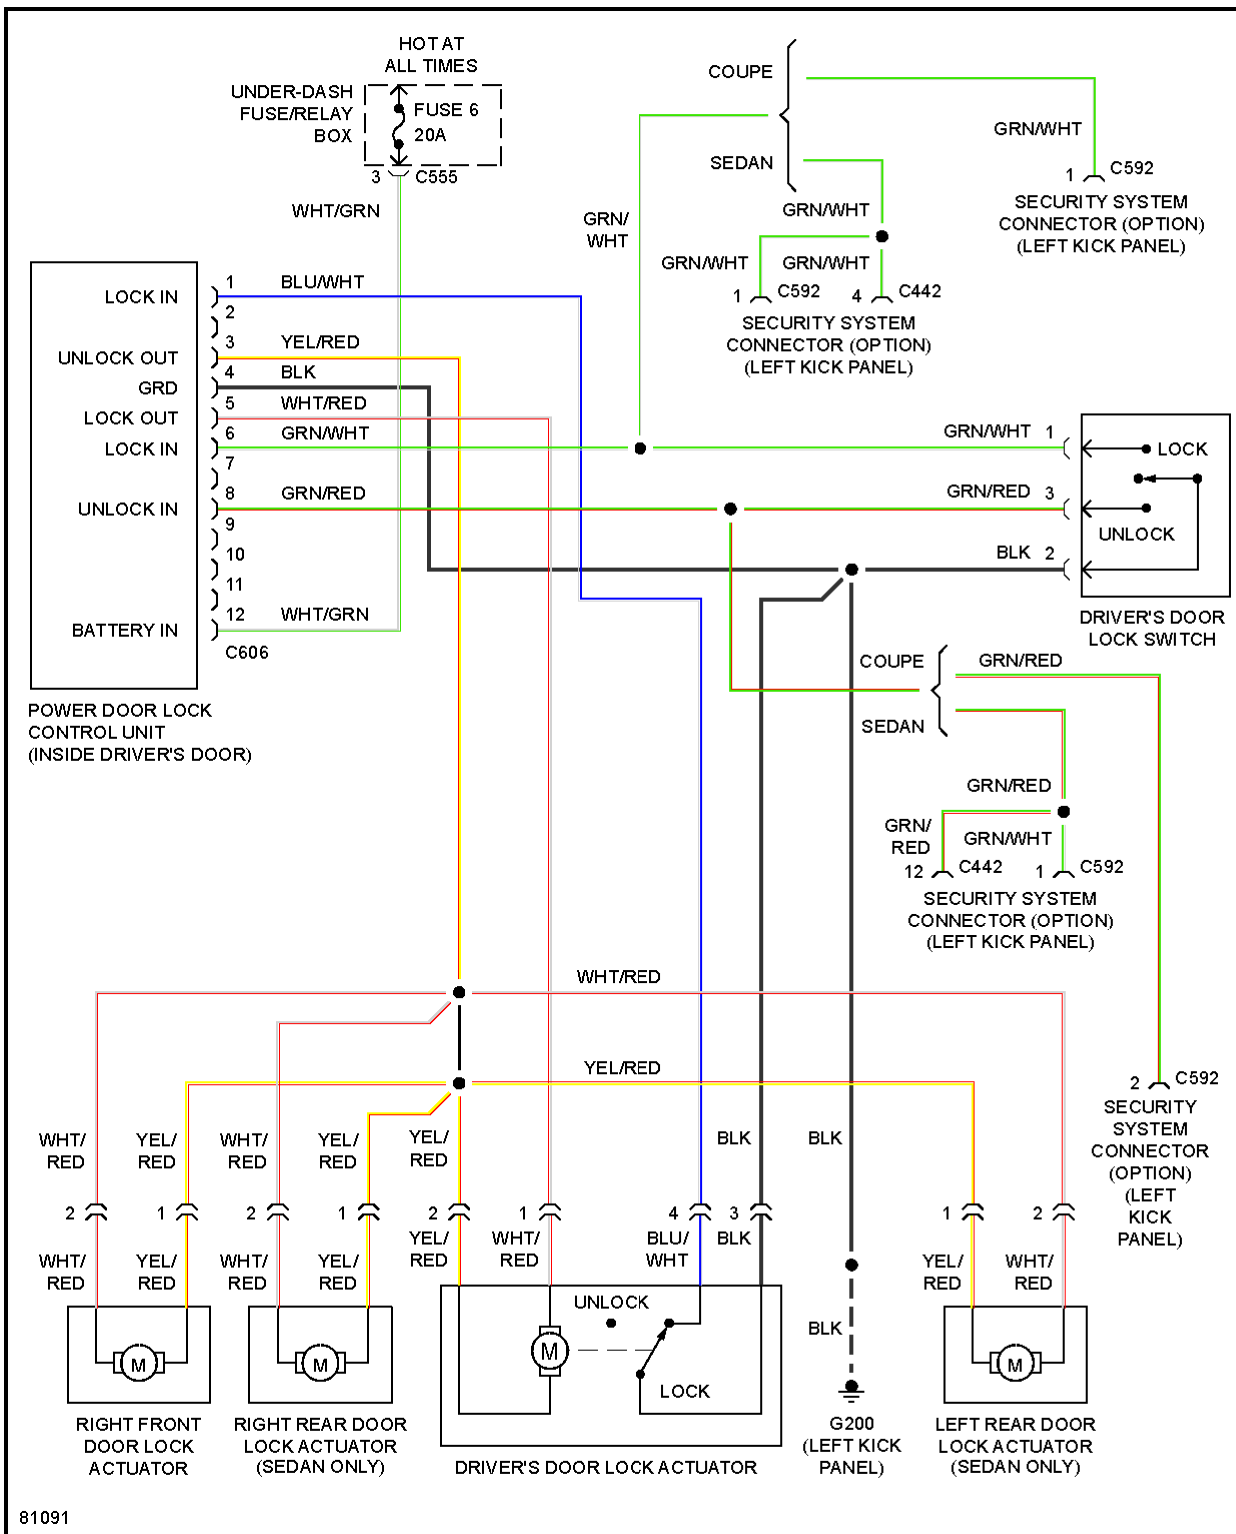 HOT AT
ALL TIMES
UNDER-DASH
FUSE/RELAY
BOX
FUSE 6
20A
3
C555
WHT/GRN
COUPE
SEDAN
GRN/
WHT
GRN/WHT
1
C592
SECURITY SYSTEM
CONNECTOR (OPTION)
(LEFT KICK PANEL)
GRN/WHT
GRN/WHT
GRN/WHT
1
C592
4
C442
SECURITY SYSTEM
CONNECTOR (OPTION)
(LEFT KICK PANEL)
LOCK IN
1
BLU/WHT
2
UNLOCK OUT
3
YEL/RED
GRD
4
BLK
LOCK OUT
5
WHT/RED
LOCK IN
6
GRN/WHT
7
UNLOCK IN
8
GRN/RED
9
10
11
BATTERY IN
12
WHT/GRN
C606
POWER DOOR LOCK
CONTROL UNIT
(INSIDE DRIVER'S DOOR)
GRN/WHT
1
LOCK
GRN/RED
3
UNLOCK
BLK
2
DRIVER'S DOOR
LOCK SWITCH
COUPE
SEDAN
GRN/RED
GRN/RED
GRN/
RED
GRN/WHT
12
C442
1
C592
SECURITY SYSTEM
CONNECTOR (OPTION)
(LEFT KICK PANEL)
WHT/RED
YEL/RED
2
C592
SECURITY
SYSTEM
CONNECTOR
(OPTION)
(LEFT
KICK
PANEL)
WHT/
RED
YEL/
RED
WHT/
RED
YEL/
RED
YEL/
RED
BLK
BLK
2
1
2
1
2
1
4
3
1
2
WHT/
RED
YEL/
RED
WHT/
RED
YEL/
RED
YEL/
RED
WHT/
RED
BLU/
WHT
BLK
YEL/
RED
WHT/
RED
M
M
M
UNLOCK
LOCK
BLK
M
RIGHT FRONT
DOOR LOCK
ACTUATOR
RIGHT REAR DOOR
LOCK ACTUATOR
(SEDAN ONLY)
DRIVER'S DOOR LOCK ACTUATOR
G200
(LEFT KICK
PANEL)
LEFT REAR DOOR
LOCK ACTUATOR
(SEDAN ONLY)
81091